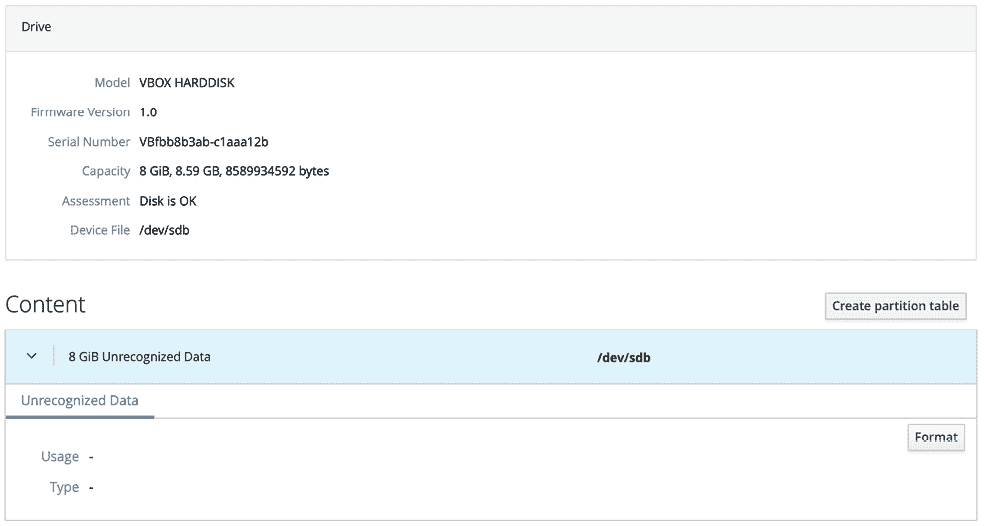 Drive
Model VBOX HARDDISK
Firmware Version 1.0
Serial Number VBfbb8b3ab-c1aaa12b
Capacity 8 GiB, 8.59 GB, 8589934592 bytes
Assessment Disk is OK
Device File /dev/sdb
Content Create partition table
8 GiB Unrecognized Data /dev/sdb
Unrecognized Data
Format
Usage -
Type -